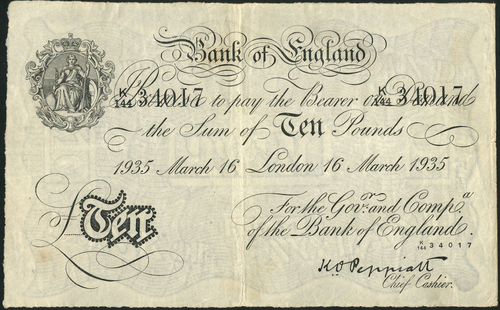 Bank of England
K/144 34017 K/144 34017
Promise to pay the Bearer on Demand
the Sum of Ten Pounds
1935 March 16 London 16 March 1935
For the Govr. and Compa.
of the Bank of England.
K/144 34017
£Ten
K O Peppiatt
Chief Cashier.